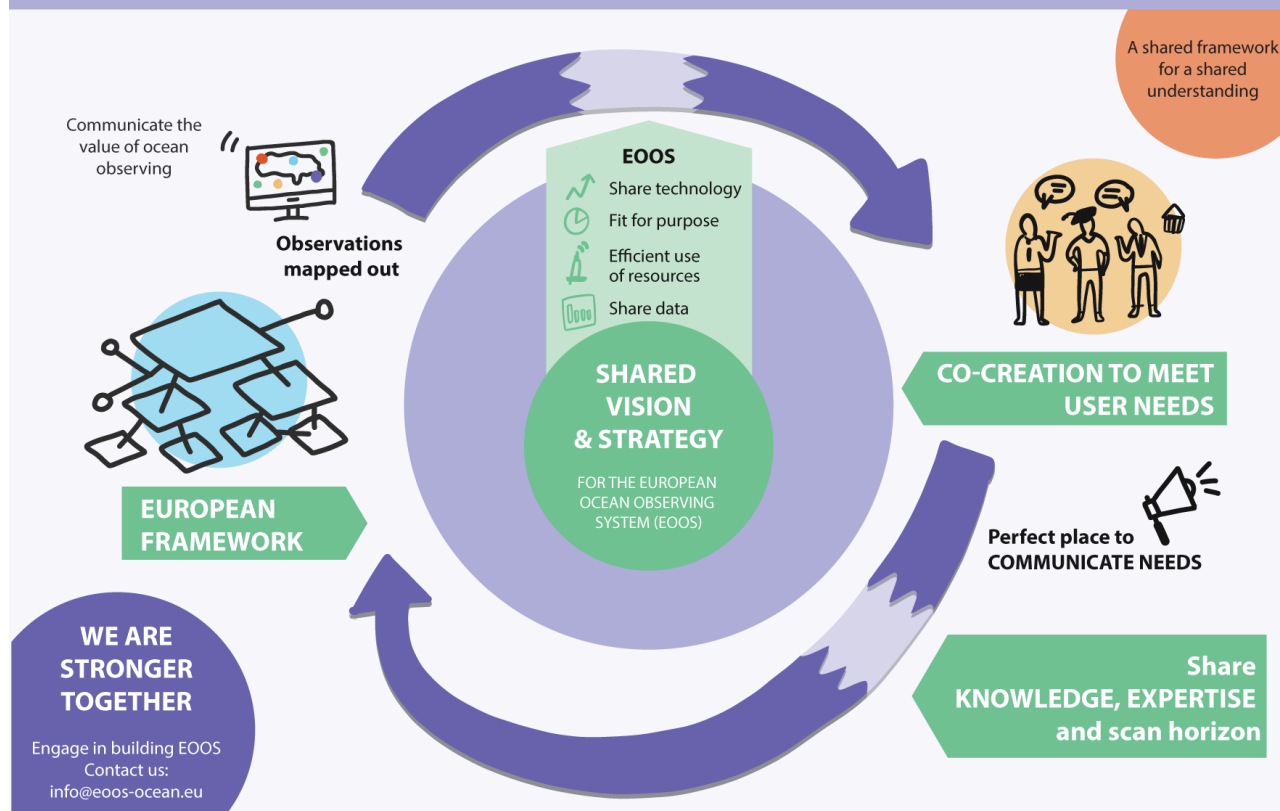 A shared framework
for a shared
understanding
Communicate the
value of ocean
observing
Observations
mapped out
EOOS
Share technology
Fit for purpose
Efficient use
of resources
Share data
SHARED
VISION
& STRATEGY
FOR THE EUROPEAN
OCEAN OBSERVING
SYSTEM (EOOS)
CO-CREATION TO MEET
USER NEEDS
EUROPEAN
FRAMEWORK
Perfect place to
COMMUNICATE NEEDS
WE ARE
STRONGER
TOGETHER
Engage in building EOOS
Contact us:
info@eoos-ocean.eu
Share
KNOWLEDGE, EXPERTISE
and scan horizon